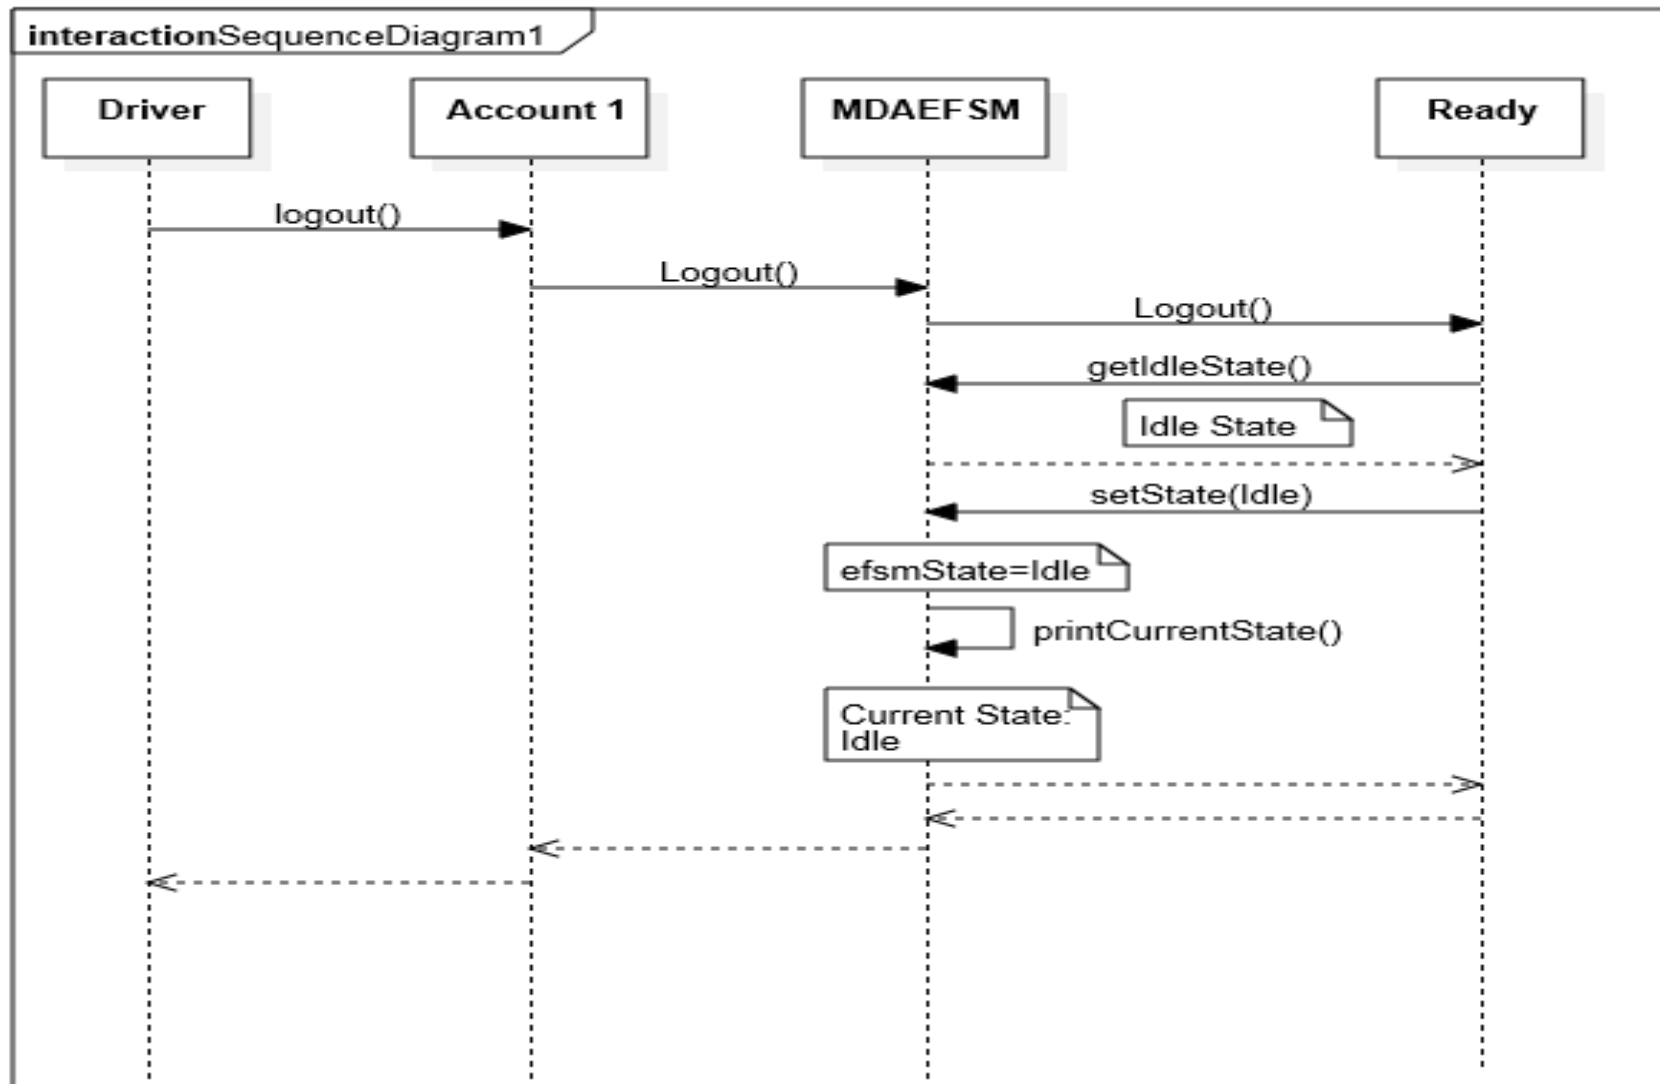 interactionSequenceDiagram1
Driver
Account 1
MDAEFSM
Ready
logout()
Logout()
Logout()
getIdleState()
Idle State
setState(Idle)
efsmState=Idle
printCurrentState()
Current State:
Idle